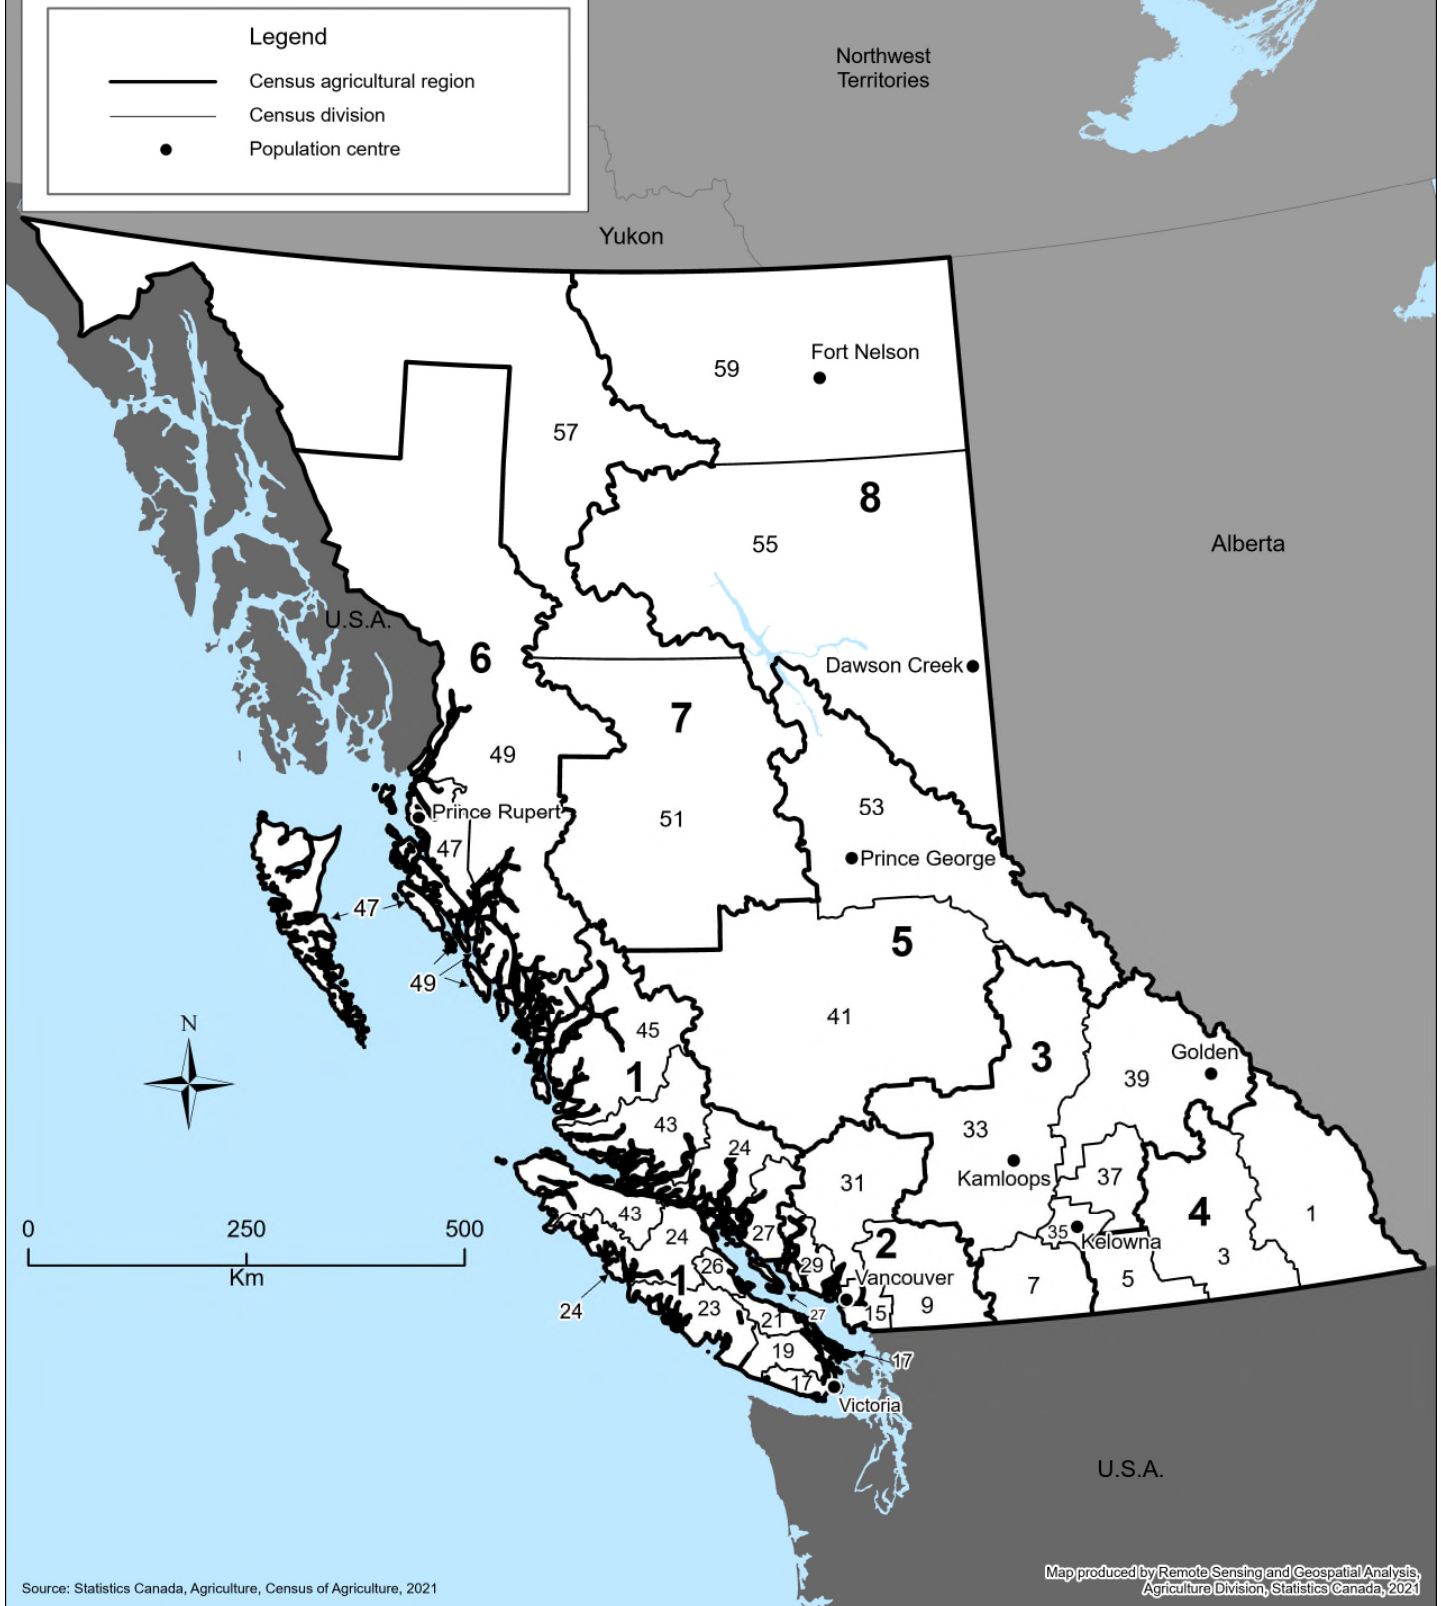 Legend
Census agricultural region
Census division
Population centre
Northwest
Territories
Yukon
59
Fort Nelson
57
8
55
Alberta
U.S.A.
6
Dawson Creek
7
49
53
Prince Rupert
51
47
Prince George
47
5
49
N
41
45
3
Golden
1
39
43
33
24
Kamloops
37
31
43
4
1
0
250
500
24
27
35
Kelowna
2
3
Km
26
29
Vancouver
1
7
5
24
23
27
15
9
21
19
17
17
Victoria
U.S.A.
Source: Statistics Canada, Agriculture, Census of Agriculture, 2021
Map produced by Remote Sensing and Geospatial Analysis,
Agriculture Division, Statistics Canada, 2021